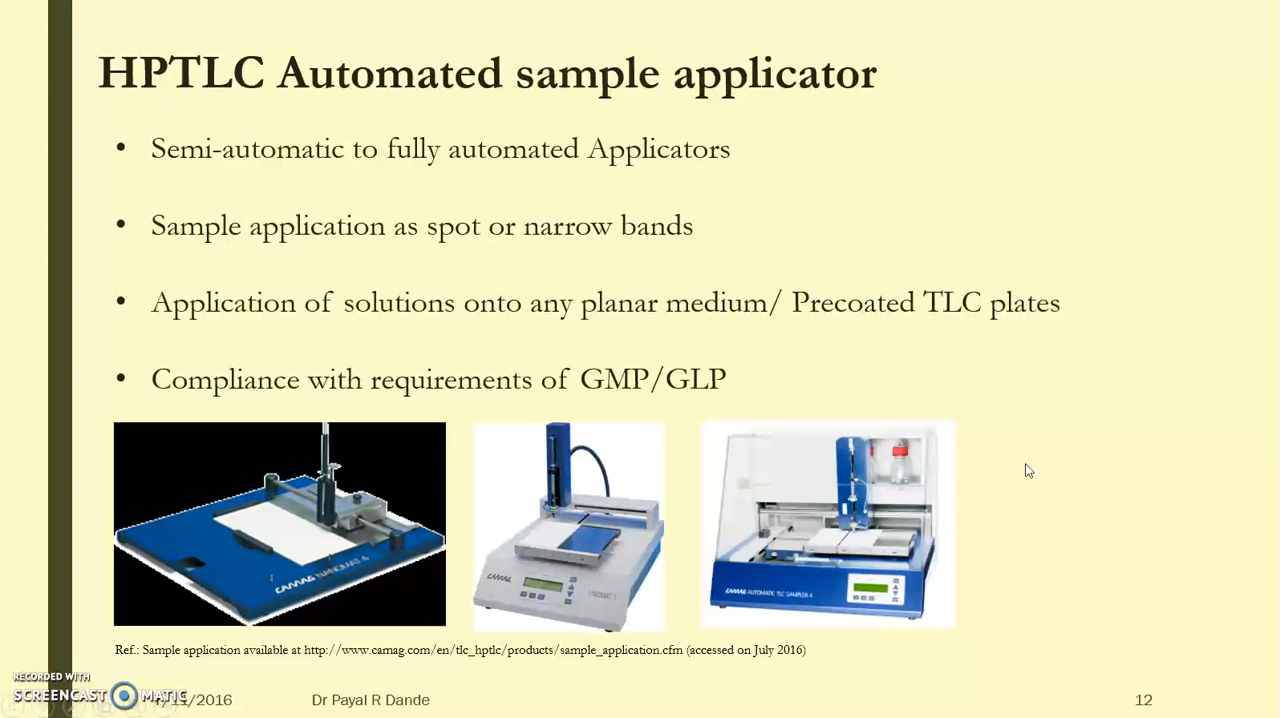 HPTLC Automated sample applicator
• Semi-automatic to fully automated Applicators
• Sample application as spot or narrow bands
• Application of solutions onto any planar medium/ Precoated TLC plates
• Compliance with requirements of GMP/GLP
CAMAG NANOMAT 4
CAMAG
CAMAG AUTOMATIC TLC SAMPLER 4
Ref.: Sample application available at http://www.camag.com/en/tlc_hptlc/products/sample_application.cfm (accessed on July 2016)
RECORDED WITH
SCREENCAST MATIC
/11/2016 Dr Payal R Dande 12